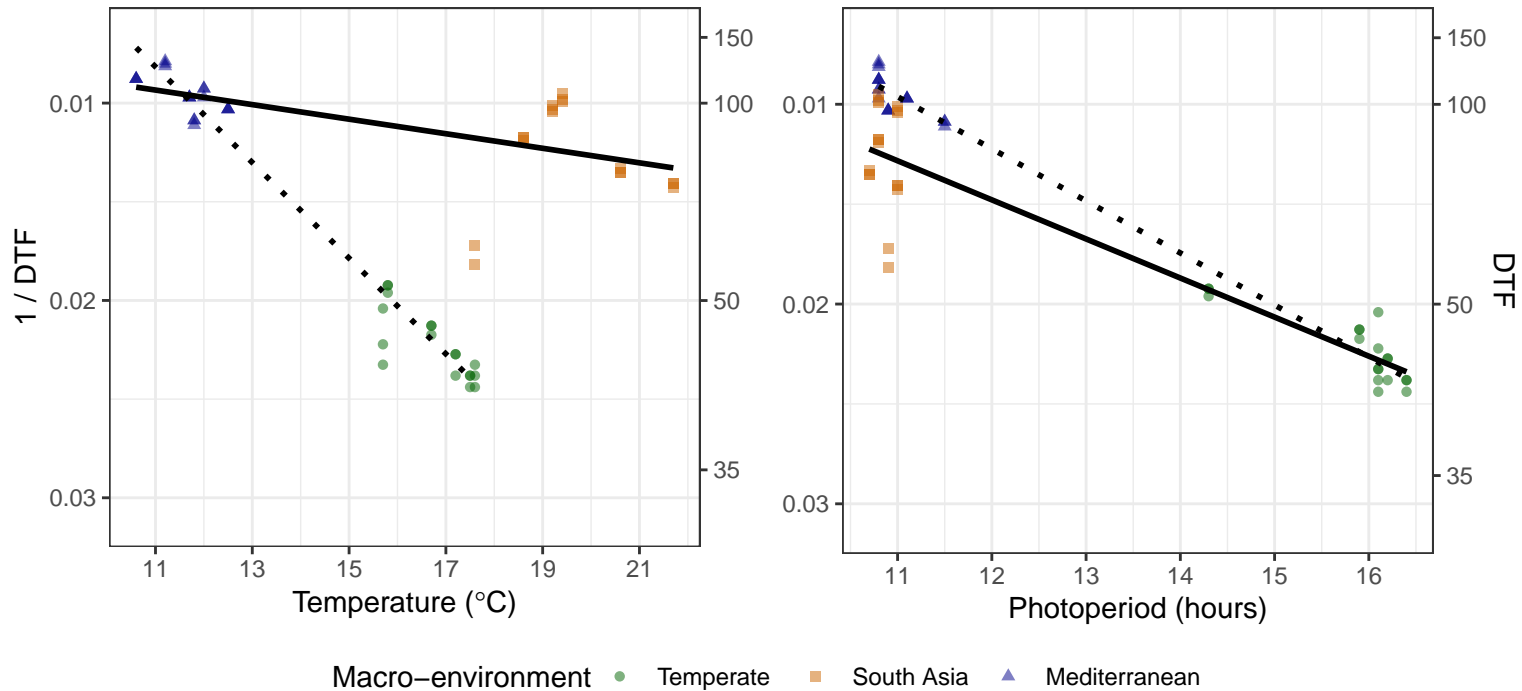 1 / DTF
0.01
0.02
0.03
150
100
50
35
11 13 15 17 19 21
Temperature (°C)
0.01
0.02
0.03
150
100
50
35
DTF
11 12 13 14 15 16
Photoperiod (hours)
Macro−environment Temperate South Asia Mediterranean